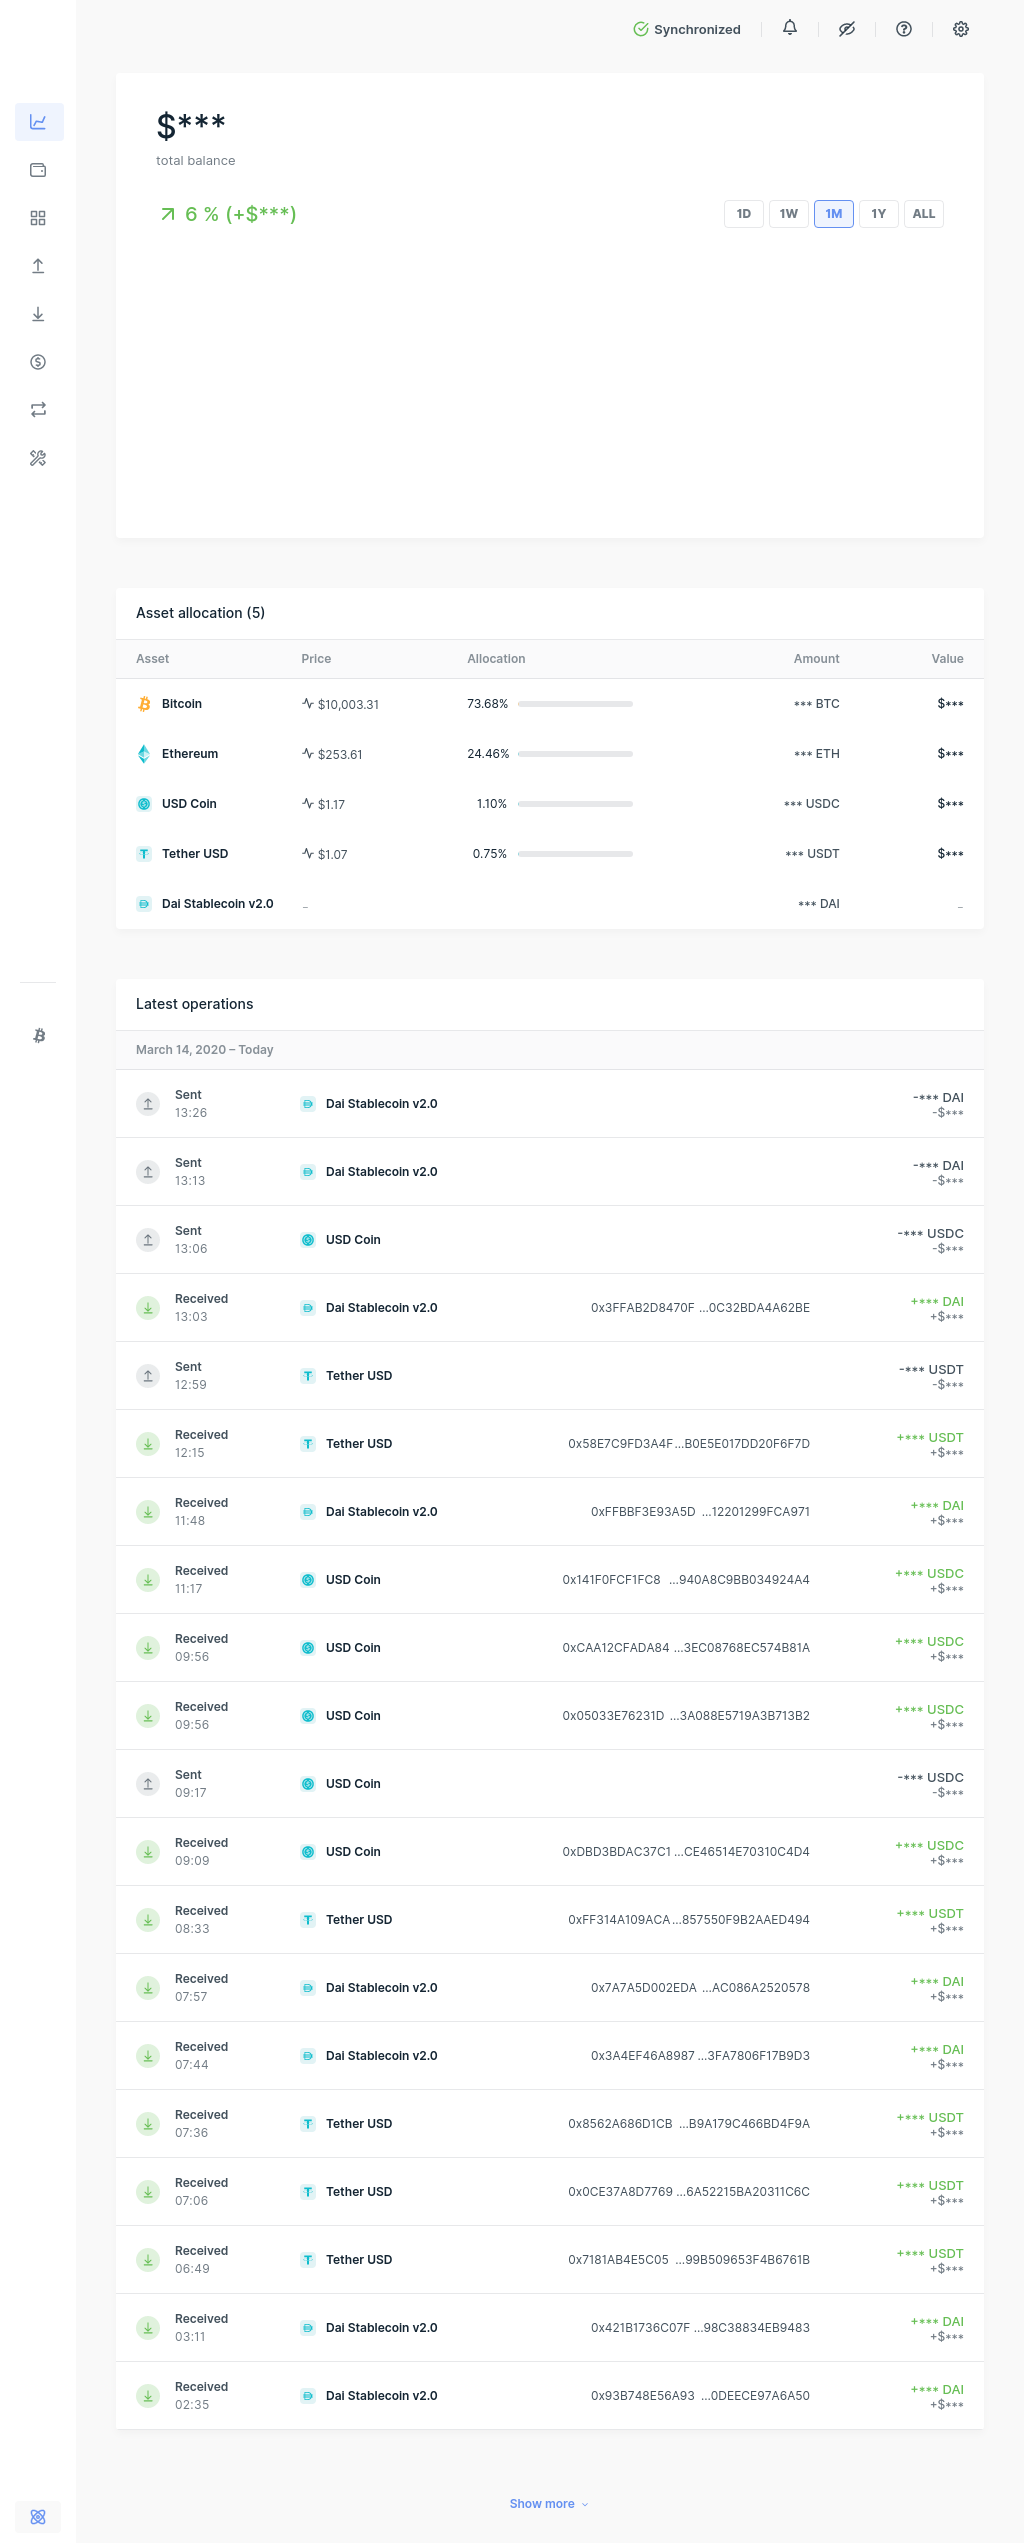 Synchronized
$***
total balance
6 % (+$***)
1D 1W 1M 1Y ALL
Asset allocation (5)
Asset Price Allocation Amount Value
Bitcoin $10,003.31 73.68% *** BTC $***
Ethereum $253.61 24.46% *** ETH $***
USD Coin $1.17 1.10% *** USDC $***
Tether USD $1.07 0.75% *** USDT $***
Dai Stablecoin v2.0 _ *** DAI _
Latest operations
March 14, 2020 – Today
Sent Dai Stablecoin v2.0 -*** DAI
13:26 -$***
Sent Dai Stablecoin v2.0 -*** DAI
13:13 -$***
Sent USD Coin -*** USDC
13:06 -$***
Received Dai Stablecoin v2.0 0x3FFAB2D8470F ...0C32BDA4A62BE +*** DAI
13:03 +$***
Sent Tether USD -*** USDT
12:59 -$***
Received Tether USD 0x58E7C9FD3A4F...B0E5E017DD20F6F7D +*** USDT
12:15 +$***
Received Dai Stablecoin v2.0 0xFFBBF3E93A5D ...12201299FCA971 +*** DAI
11:48 +$***
Received USD Coin 0x141F0FCF1FC8 ...940A8C9BB034924A4 +*** USDC
11:17 +$***
Received USD Coin 0xCAA12CFADA84 ...3EC08768EC574B81A +*** USDC
09:56 +$***
Received USD Coin 0x05033E76231D ...3A088E5719A3B713B2 +*** USDC
09:56 +$***
Sent USD Coin -*** USDC
09:17 -$***
Received USD Coin 0xDBD3BDAC37C1 ...CE46514E70310C4D4 +*** USDC
09:09 +$***
Received Tether USD 0xFF314A109ACA...857550F9B2AAED494 +*** USDT
08:33 +$***
Received Dai Stablecoin v2.0 0x7A7A5D002EDA ...AC086A2520578 +*** DAI
07:57 +$***
Received Dai Stablecoin v2.0 0x3A4EF46A8987 ...3FA7806F17B9D3 +*** DAI
07:44 +$***
Received Tether USD 0x8562A686D1CB ...B9A179C466BD4F9A +*** USDT
07:36 +$***
Received Tether USD 0x0CE37A8D7769 ...6A52215BA20311C6C +*** USDT
07:06 +$***
Received Tether USD 0x7181AB4E5C05 ...99B509653F4B6761B +*** USDT
06:49 +$***
Received Dai Stablecoin v2.0 0x421B1736C07F ...98C38834EB9483 +*** DAI
03:11 +$***
Received Dai Stablecoin v2.0 0x93B748E56A93 ...0DEECE97A6A50 +*** DAI
02:35 +$***
Show more